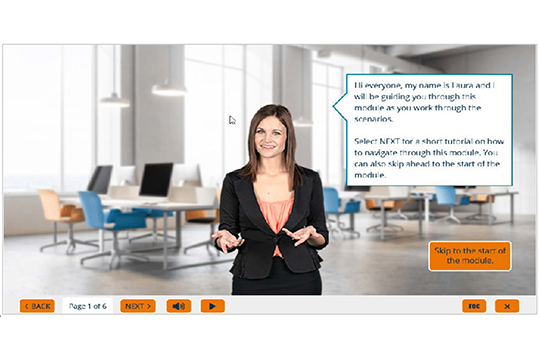 Hi everyone, my name is Laura and I
will be guiding you through this
module as you work through the
scenarios.
Select NEXT for a short tutorial on how
to navigate through this module. You
can also skip ahead to the start of the
module.
Skip to the start of
the module.
< BACK
Page 1 of 6
NEXT >